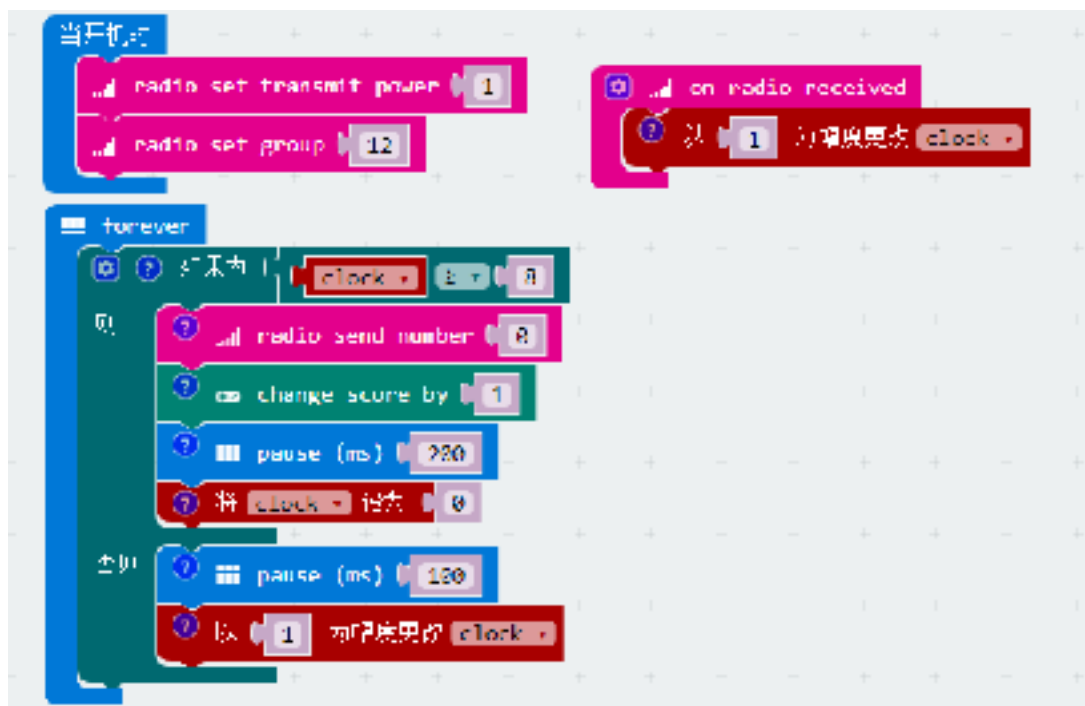 当开机时
radio set transmit power 1
radio set group 12
on radio received
以 1 为幅度更改 clock
forever
如果为 clock 8
则
radio send number 0
change score by 1
pause (ms) 200
将 clock 设为 0
否则
pause (ms) 100
以 1 为幅度更改 clock